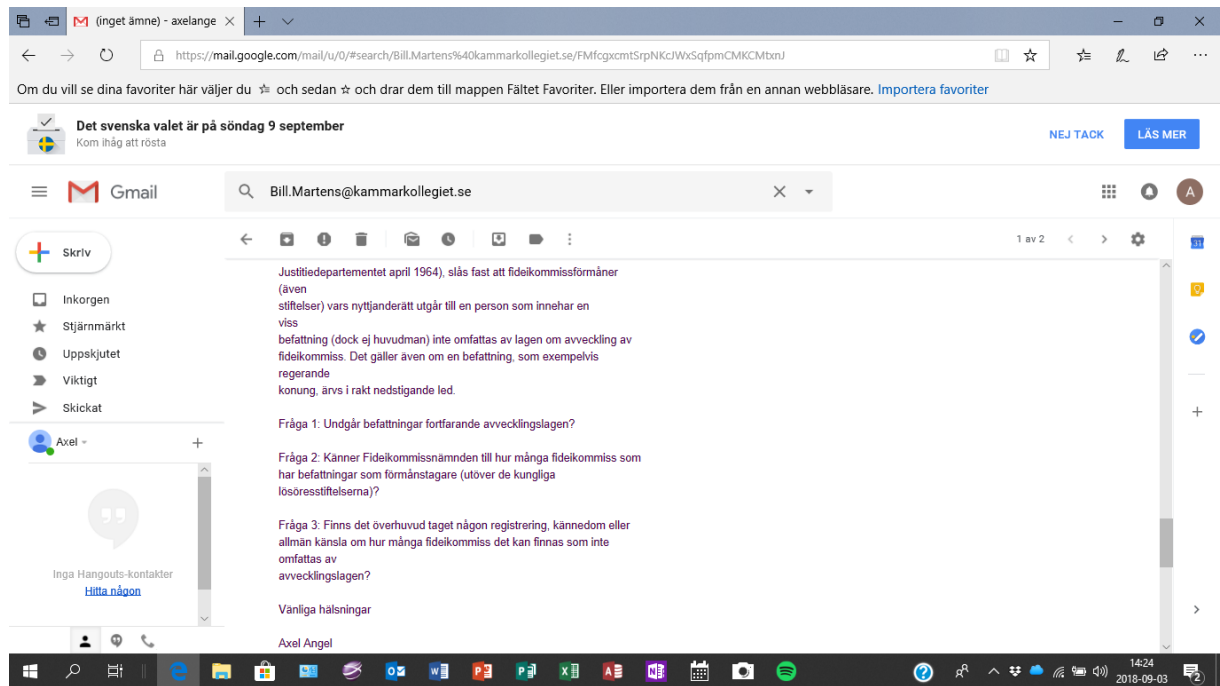 (inget ämne) - axelange
https://mail.google.com/mail/u/0/#search/Bill.Martens%40kammarkollegiet.se/FMfcgxcmtSrpNKcJWxSqfpmCMKCMtxnJ
Om du vill se dina favoriter här väljer du och sedan och drar dem till mappen Fältet Favoriter. Eller importera dem från en annan webbläsare. Importera favoriter
Det svenska valet är på söndag 9 september
Kom ihåg att rösta
NEJ TACK
LÄS MER
Gmail
Bill.Martens@kammarkollegiet.se
A
Skriv
1 av 2
31
Inkorgen
Stjärnmärkt
Uppskjutet
Viktigt
Skickat
Axel
Inga Hangouts-kontakter
Hitta någon
Justitiedepartementet april 1964), slås fast att fideikommissförmåner
(även
stiftelser) vars nyttjanderätt utgår till en person som innehar en
viss
befattning (dock ej huvudman) inte omfattas av lagen om avveckling av
fideikommiss. Det gäller även om en befattning, som exempelvis
regerande
konung, ärvs i rakt nedstigande led.
Fråga 1: Undgår befattningar fortfarande avvecklingslagen?
Fråga 2: Känner Fideikommissnämnden till hur många fideikommiss som
har befattningar som förmånstagare (utöver de kungliga
lösöresstiftelserna)?
Fråga 3: Finns det överhuvud taget någon registrering, kännedom eller
allmän känsla om hur många fideikommiss det kan finnas som inte
omfattas av
avvecklingslagen?
Vänliga hälsningar
Axel Angel
14:24
2018-09-03